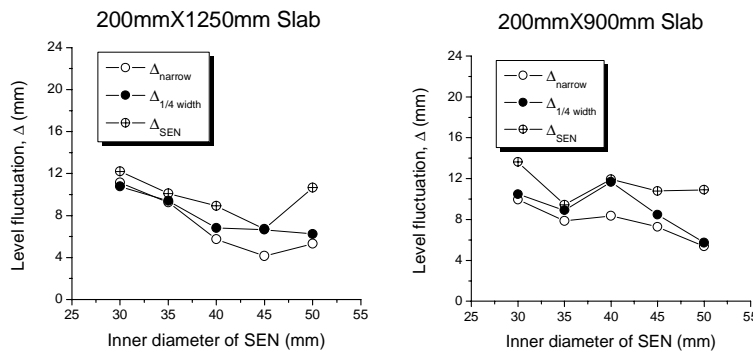 200mmX1250mm Slab
24
20
16
12
8
4
0
Level fluctuation, Δ (mm)
Δnarrow
Δ1/4 width
ΔSEN
25 30 35 40 45 50 55
Inner diameter of SEN (mm)
200mmX900mm Slab
24
20
16
12
8
4
0
Level fluctuation, Δ (mm)
Δnarrow
Δ1/4 width
ΔSEN
25 30 35 40 45 50 55
Inner diameter of SEN (mm)